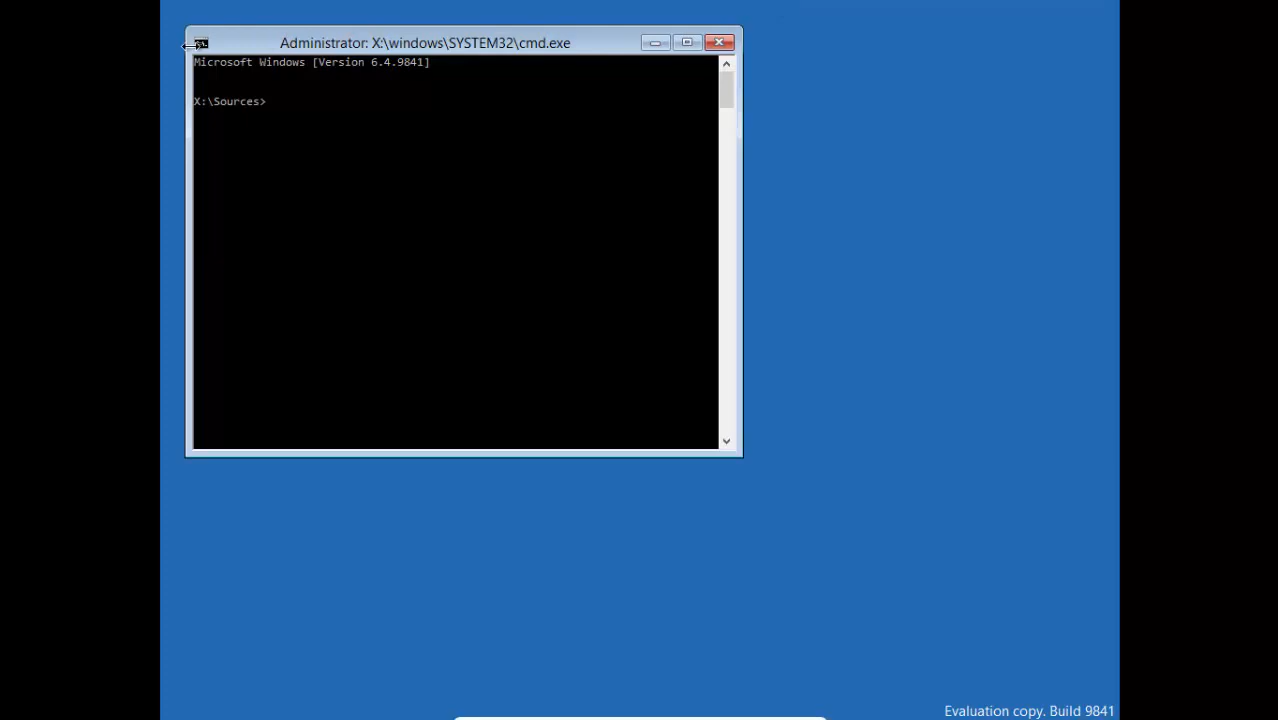 Administrator: X:\windows\SYSTEM32\cmd.exe
Microsoft Windows [Version 6.4.9841]
X:\Sources>
Evaluation copy. Build 9841